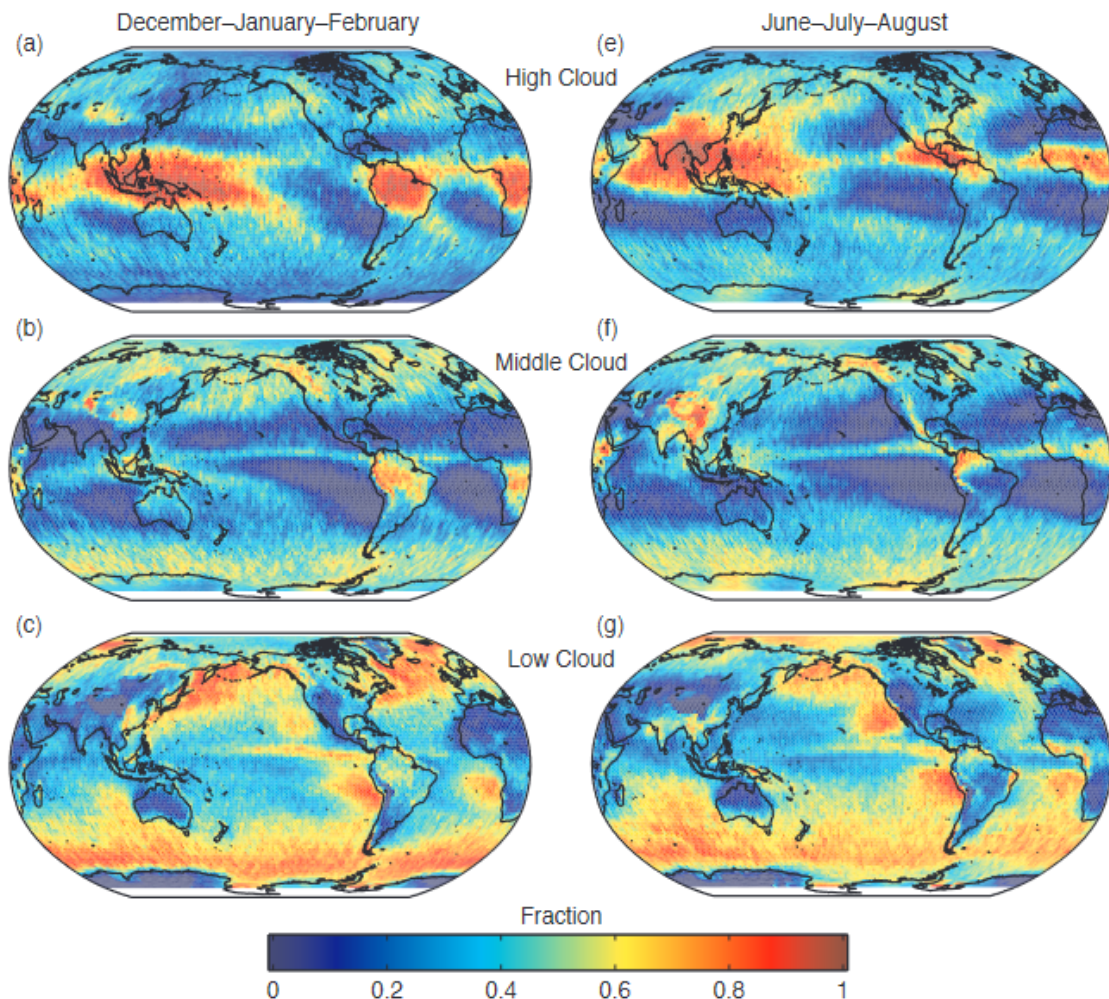 December–January–February
June–July–August
(a)
(e)
High Cloud
(b)
(f)
Middle Cloud
(c)
(g)
Low Cloud
Fraction
0 0.2 0.4 0.6 0.8 1